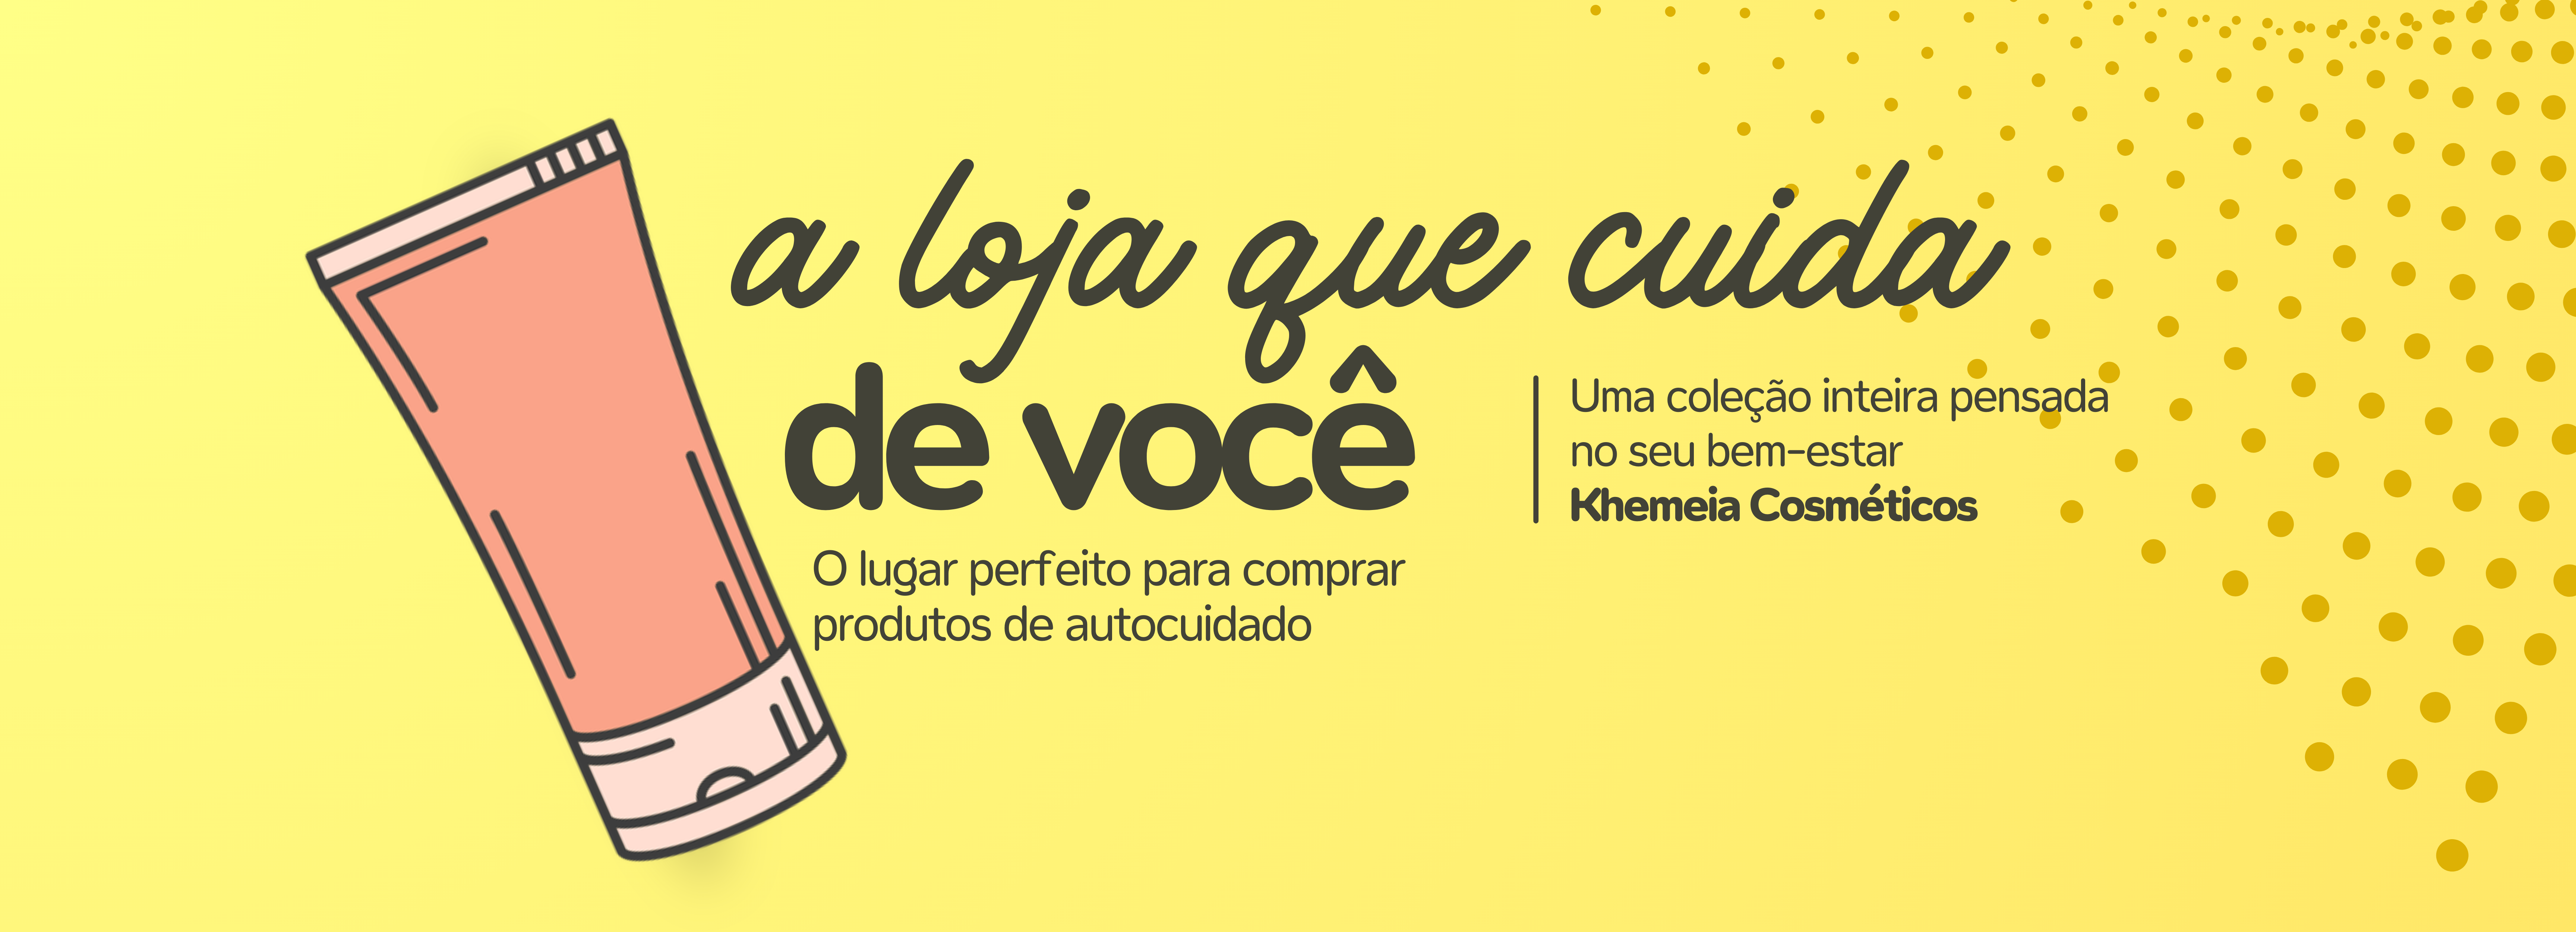 a loja que cuida
de você
O lugar perfeito para comprar
produtos de autocuidado
Uma coleção inteira pensada
no seu bem-estar
Khemeia Cosméticos